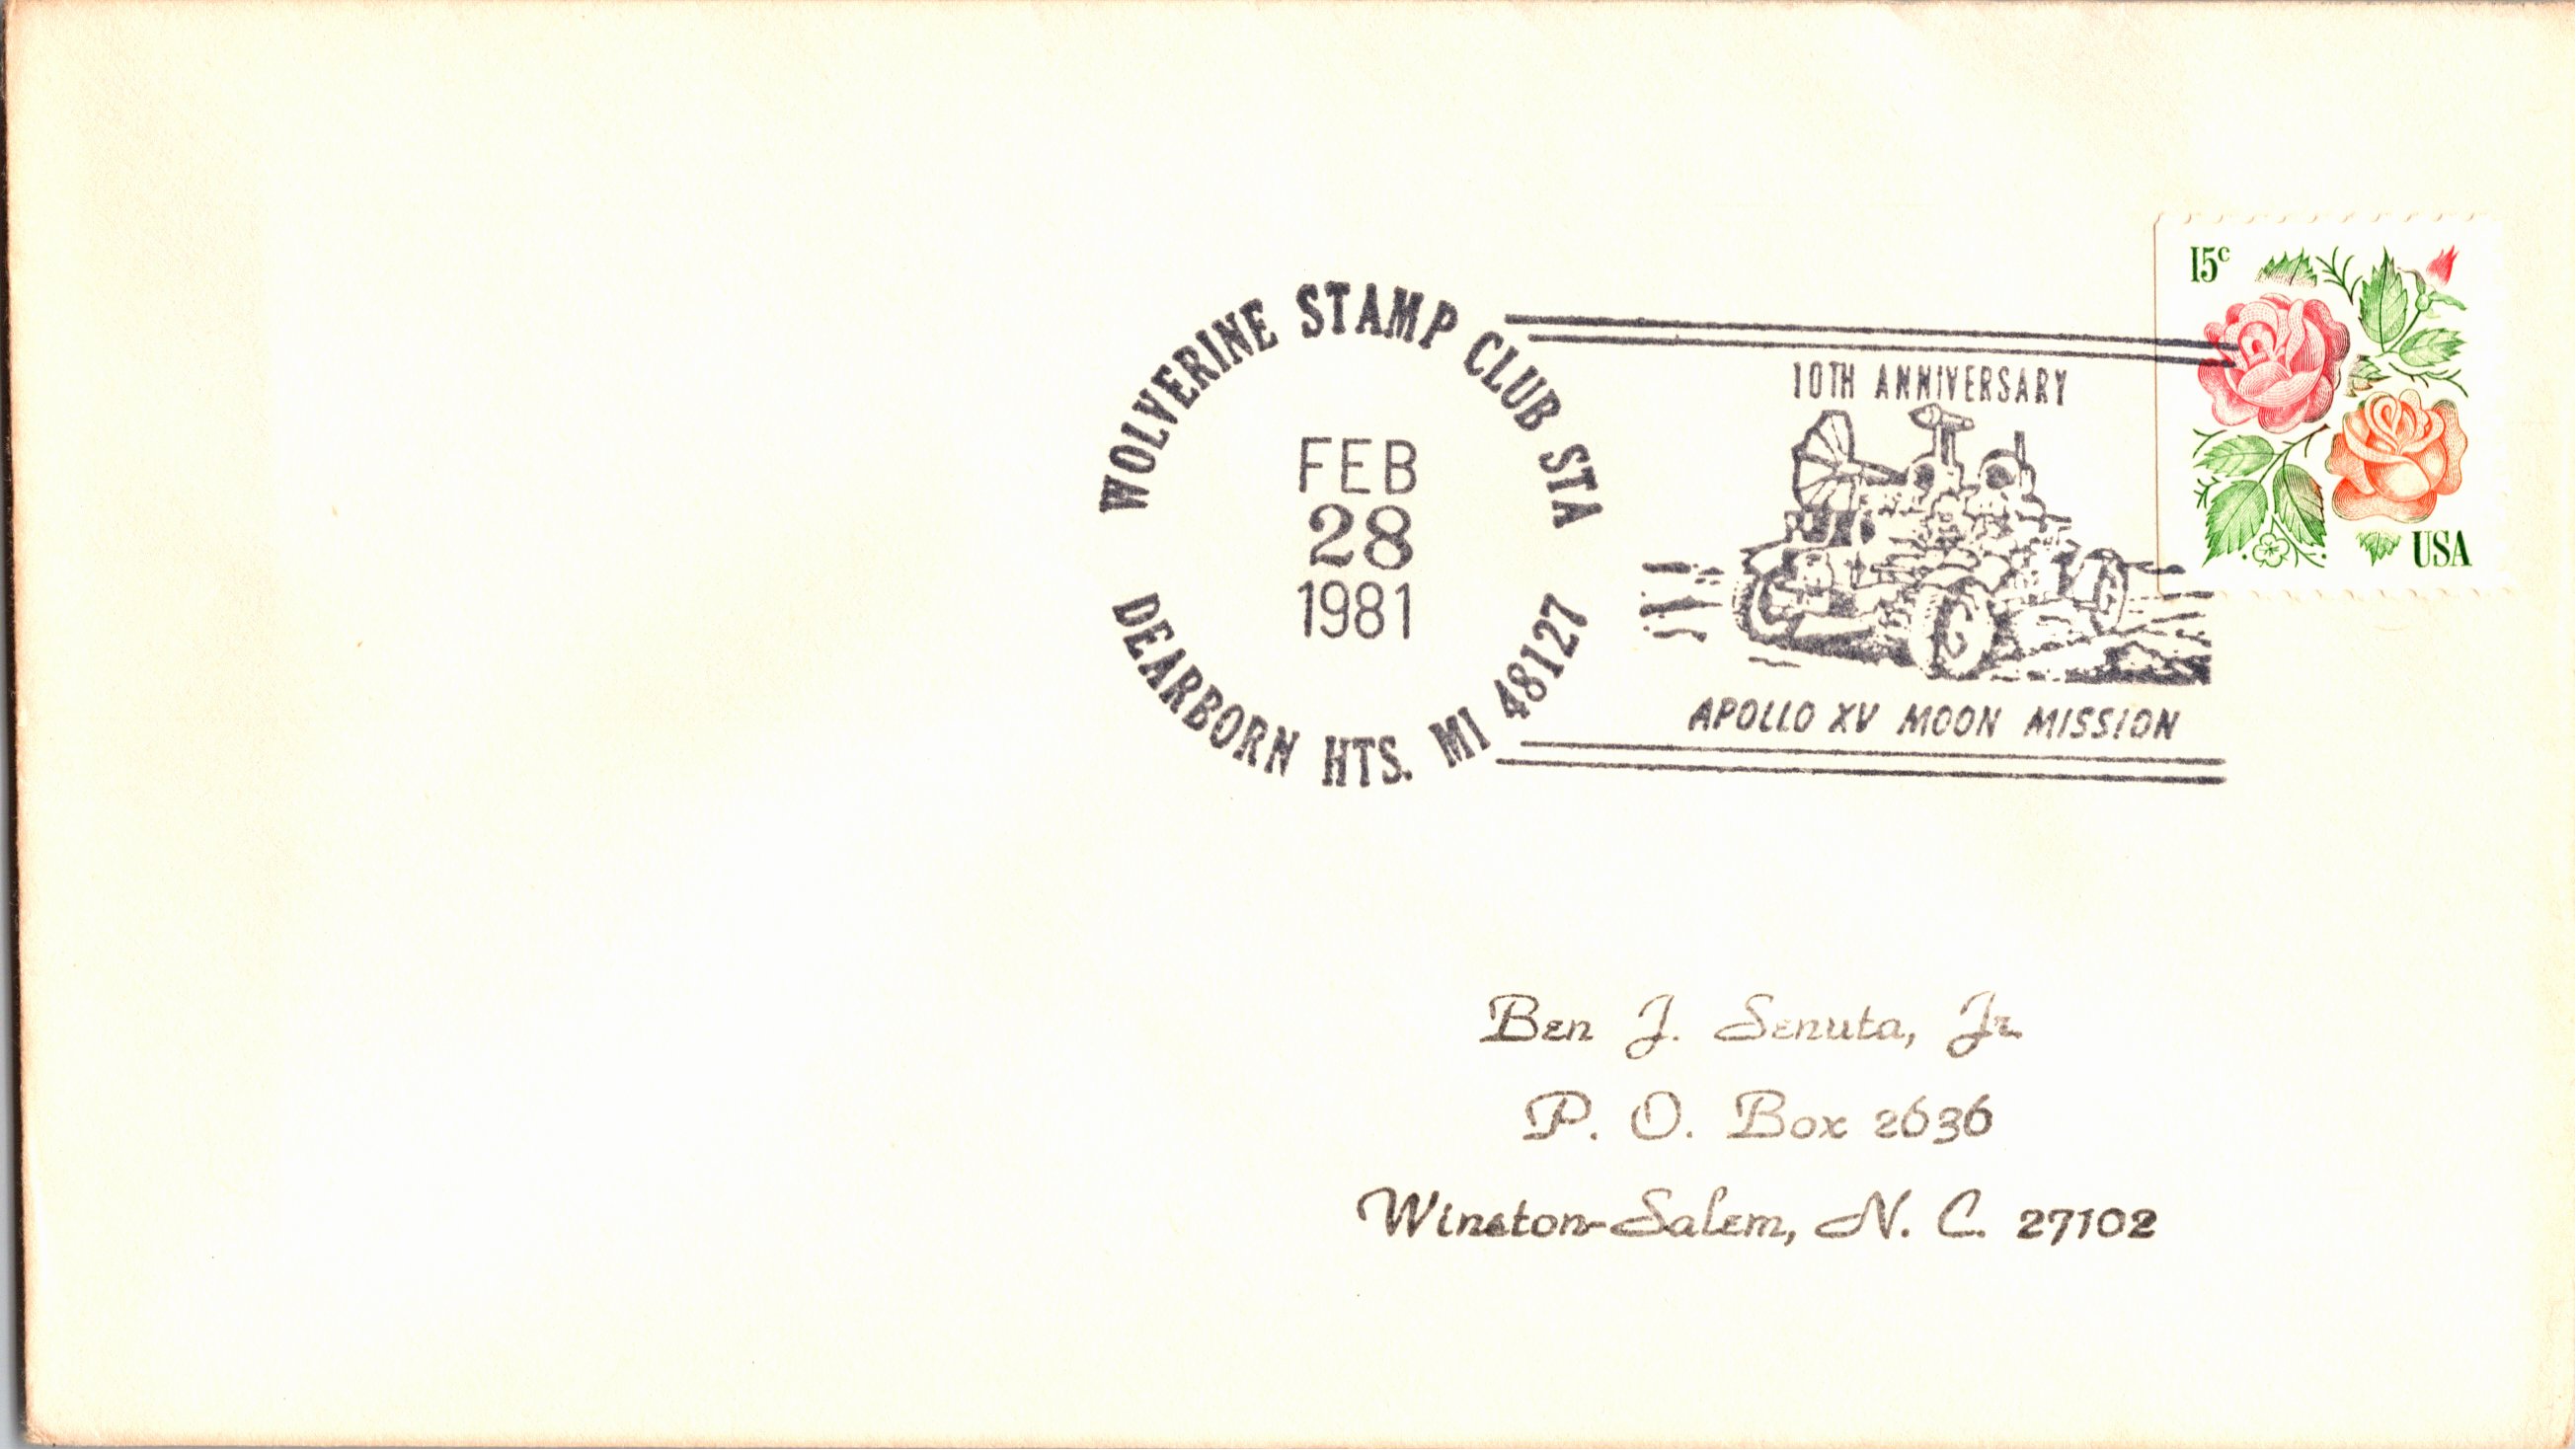 WOLVERINE STAMP CLUB STA
FEB
28
1981
DEARBORN HTS. MI 48127
10TH ANNIVERSARY
APOLLO XV MOON MISSION
15c
USA
Ben J. Senuta, Jr
P. O. Box 2636
Winston-Salem, N. C. 27102